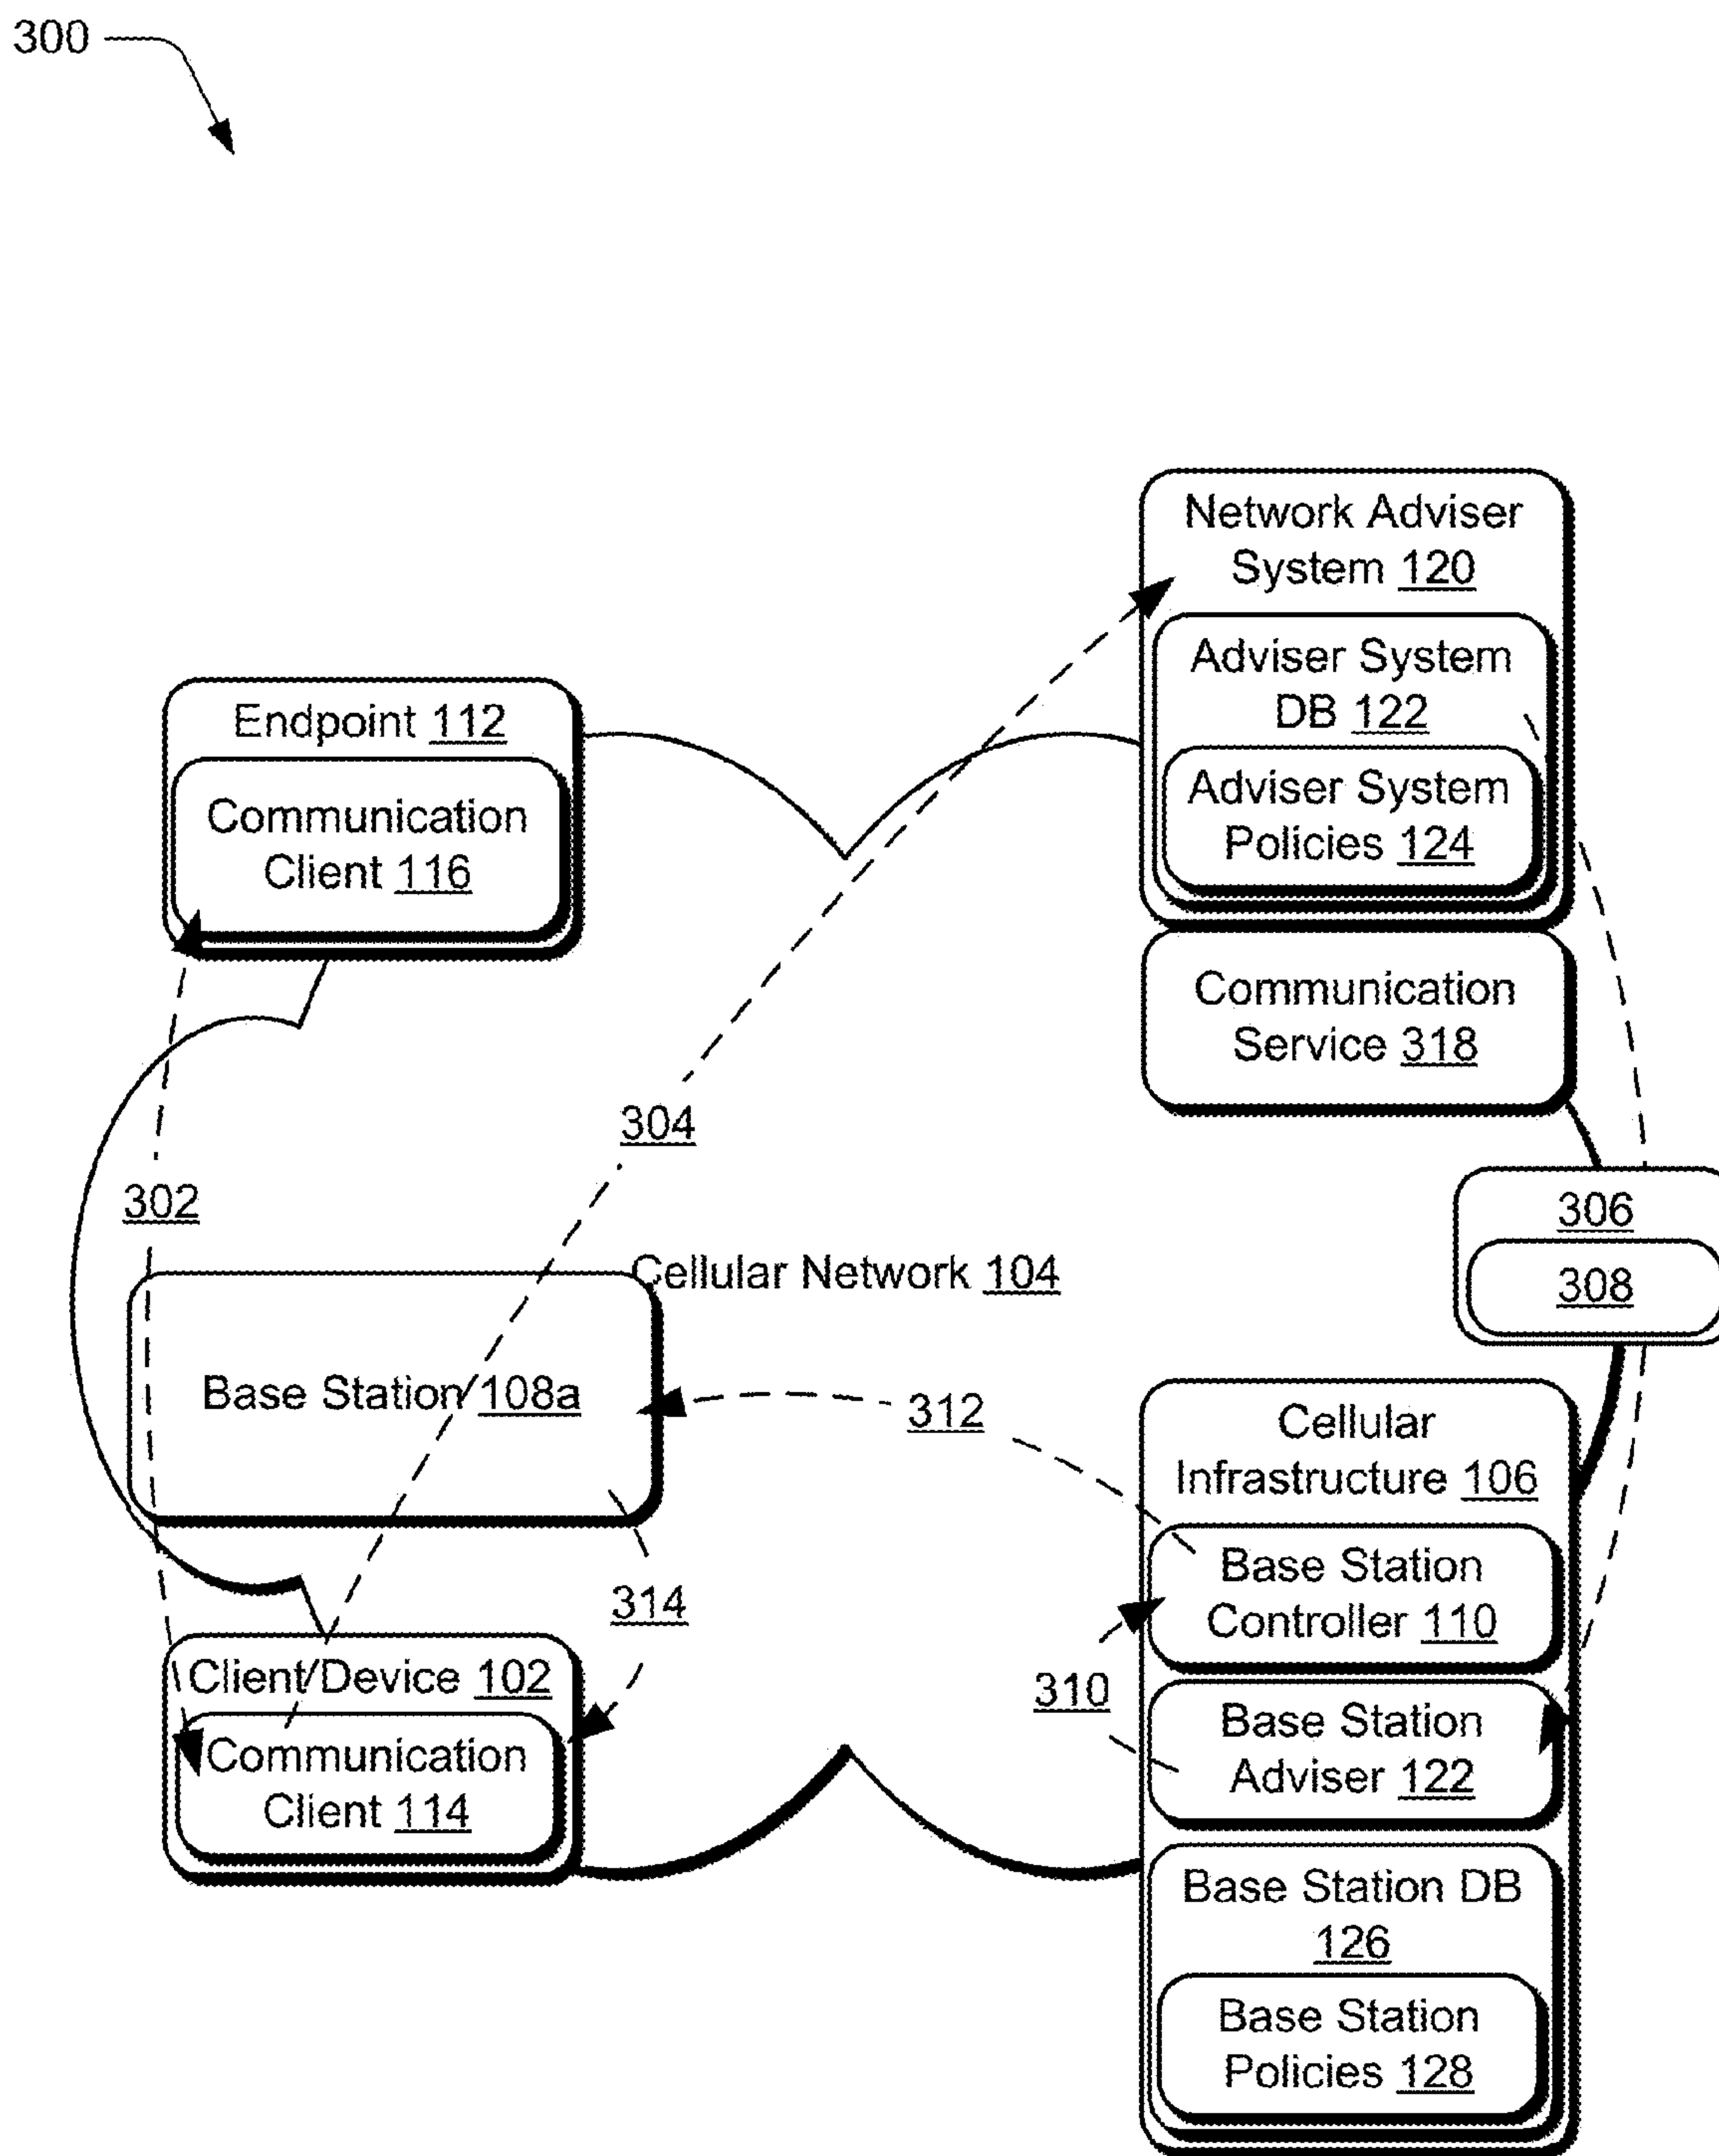 300
Network Adviser
System 120
Adviser System
DB 122
Adviser System
Policies 124
Endpoint 112
Communication
Client 116
Communication
Service 318
304
302
306
308
Cellular Network 104
Base Station 108a
312
Cellular
Infrastructure 106
Base Station
Controller 110
314
310
Client/Device 102
Communication
Client 114
Base Station
Adviser 122
Base Station DB
126
Base Station
Policies 128